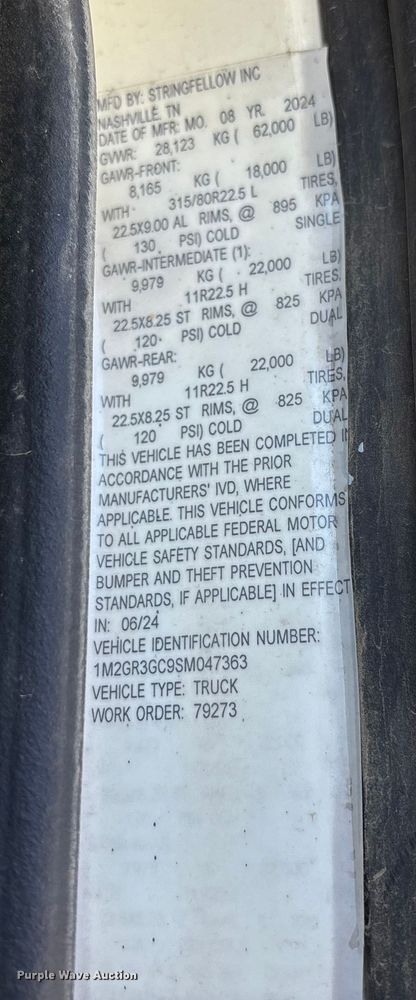 MFD BY: STRINGFELLOW INC
NASHVILLE, TN
DATE OF MFR: MO. 08 YR. 2024
GVWR: 28,123 KG ( 62,000 LB)
GAWR-FRONT:
8,165 KG ( 18,000 LB)
WITH 315/80R22.5 L TIRES,
22.5X9.00 AL RIMS, @ 895 KPA
( 130 PSI) COLD SINGLE
GAWR-INTERMEDIATE (1):
9,979 KG ( 22,000 LB)
WITH 11R22.5 H TIRES,
22.5X8.25 ST RIMS, @ 825 KPA
( 120 PSI) COLD DUAL
GAWR-REAR:
9,979 KG ( 22,000 LB)
WITH 11R22.5 H TIRES,
22.5X8.25 ST RIMS, @ 825 KPA
( 120 PSI) COLD DUAL
THIS VEHICLE HAS BEEN COMPLETED IN
ACCORDANCE WITH THE PRIOR
MANUFACTURERS' IVD, WHERE
APPLICABLE. THIS VEHICLE CONFORMS
TO ALL APPLICABLE FEDERAL MOTOR
VEHICLE SAFETY STANDARDS, [AND
BUMPER AND THEFT PREVENTION
STANDARDS, IF APPLICABLE] IN EFFECT
IN: 06/24
VEHICLE IDENTIFICATION NUMBER:
1M2GR3GC9SM047363
VEHICLE TYPE: TRUCK
WORK ORDER: 79273
Purple Wave Auction